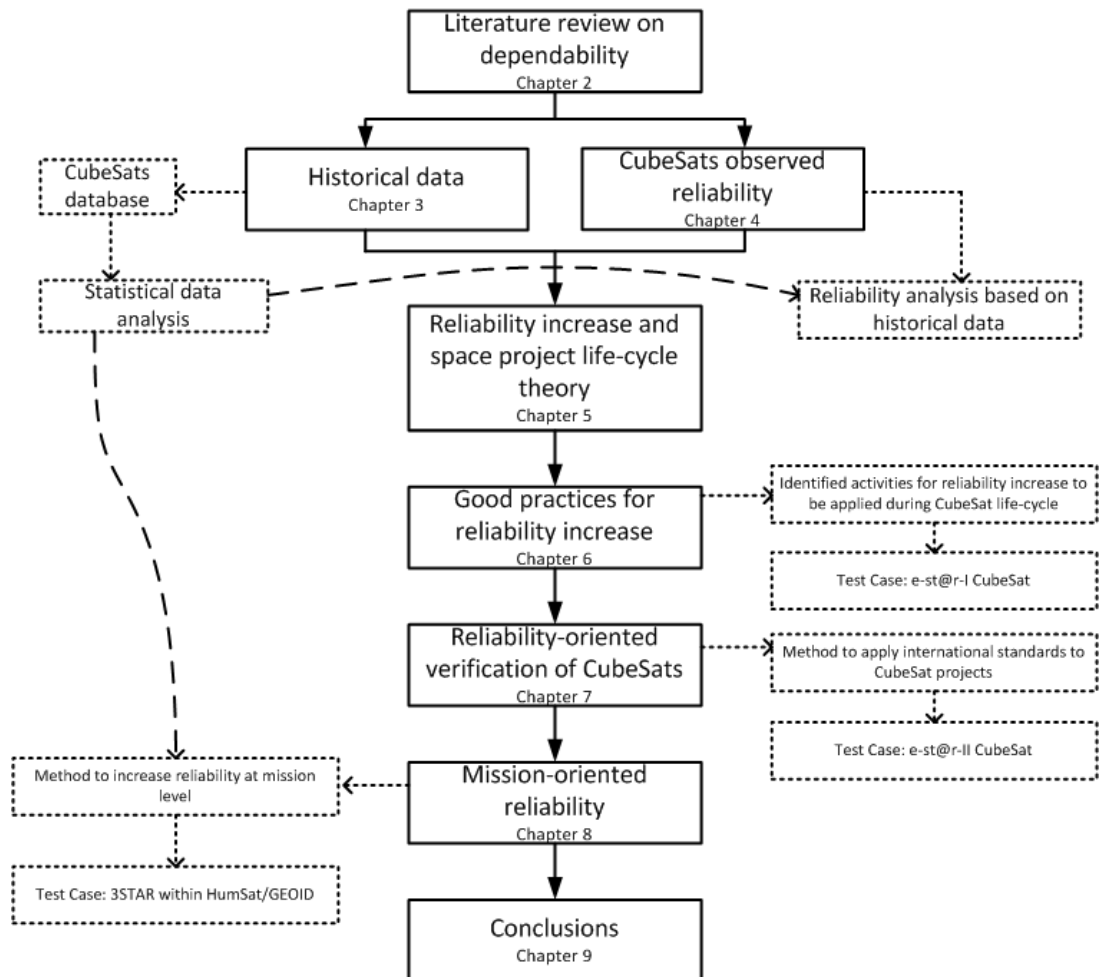 Literature review on
dependability
Chapter 2
Historical data
Chapter 3
CubeSats observed
reliability
Chapter 4
CubeSats
database
Statistical data
analysis
Reliability analysis based on
historical data
Reliability increase and
space project life-cycle
theory
Chapter 5
Good practices for
reliability increase
Chapter 6
Identified activities for reliability increase to
be applied during CubeSat life-cycle
Test Case: e-st@r-I CubeSat
Reliability-oriented
verification of CubeSats
Chapter 7
Method to apply international standards to
CubeSat projects
Test Case: e-st@r-II CubeSat
Mission-oriented
reliability
Chapter 8
Method to increase reliability at mission
level
Test Case: 3STAR within HumSat/GEOID
Conclusions
Chapter 9